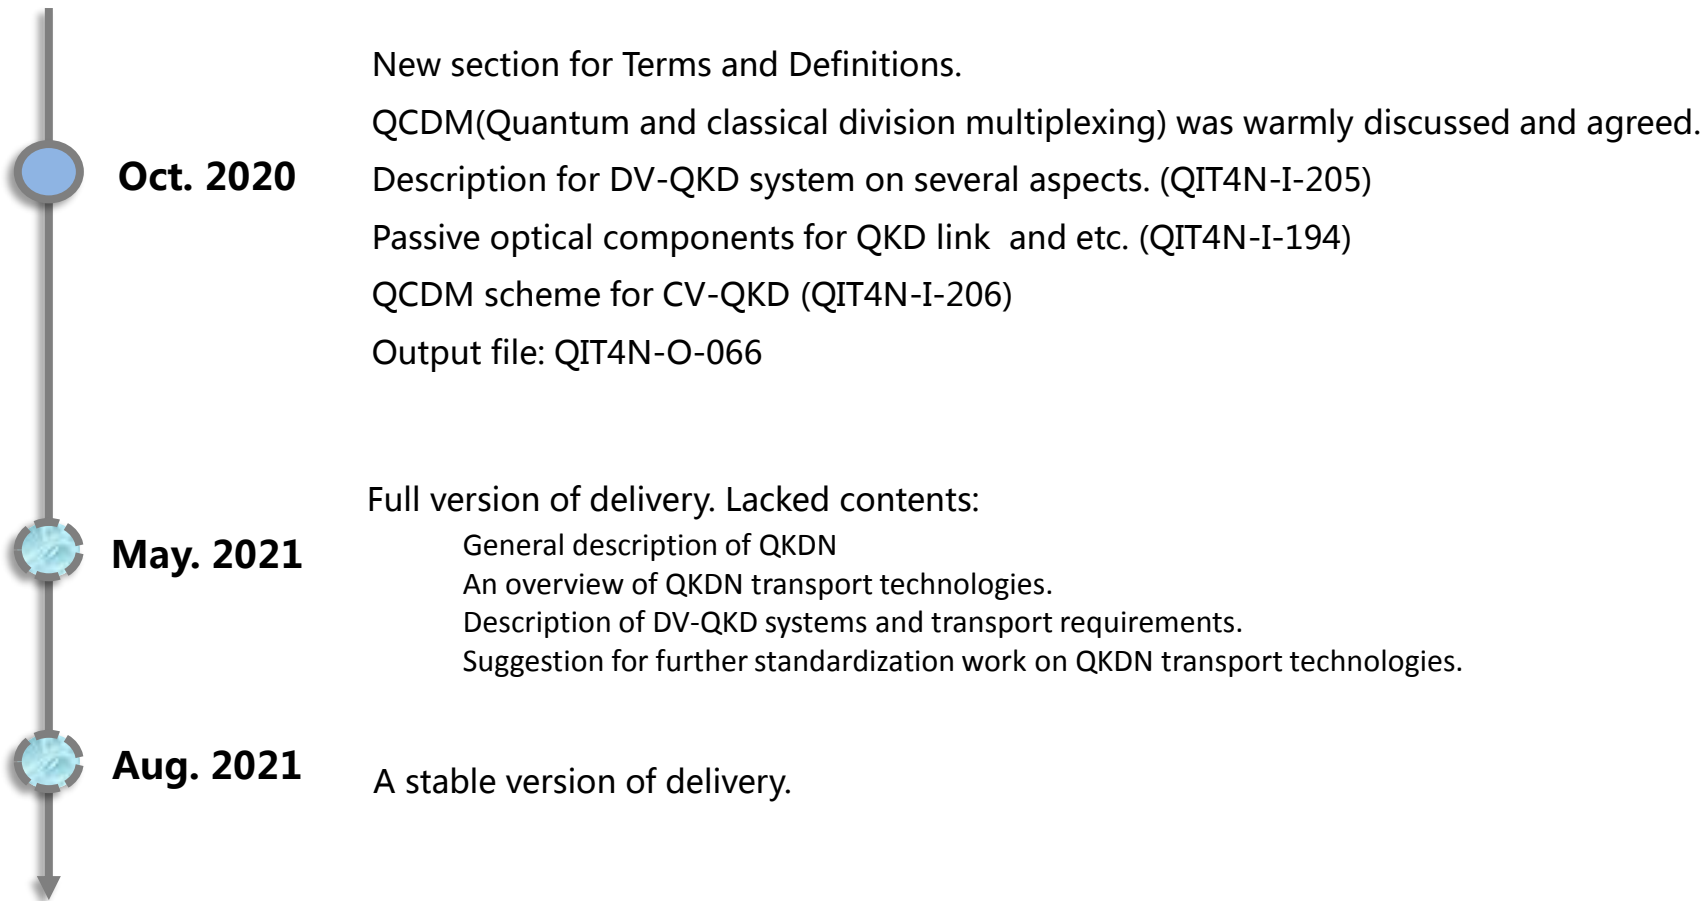 New section for Terms and Definitions.
QCDM(Quantum and classical division multiplexing) was warmly discussed and agreed.
Oct. 2020
Description for DV-QKD system on several aspects. (QIT4N-I-205)
Passive optical components for QKD link  and etc. (QIT4N-I-194)
QCDM scheme for CV-QKD (QIT4N-I-206)
Output file: QIT4N-O-066
Full version of delivery. Lacked contents:
May. 2021
General description of QKDN
An overview of QKDN transport technologies.
Description of DV-QKD systems and transport requirements.
Suggestion for further standardization work on QKDN transport technologies.
Aug. 2021
A stable version of delivery.